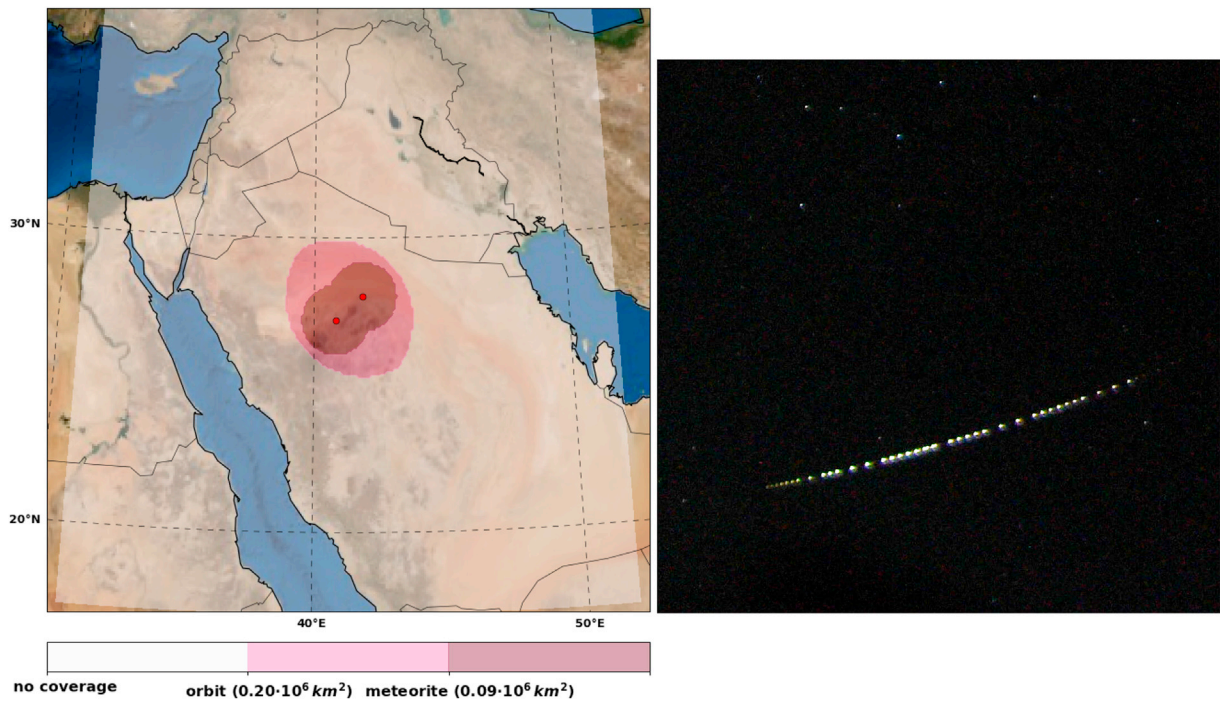 30°N
20°N
40°E
50°E
no coverage
orbit (0.20·10⁶ km²)
meteorite (0.09·10⁶ km²)